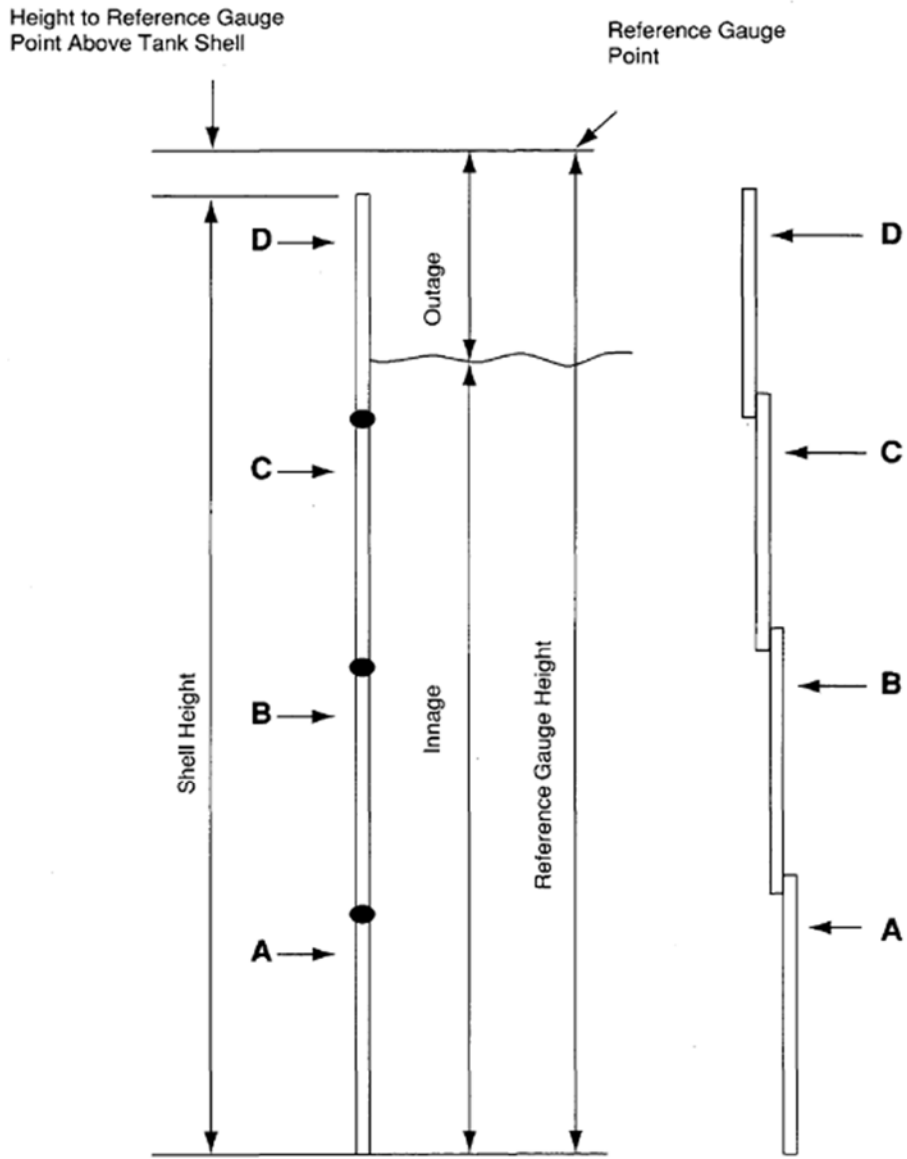 Height to Reference Gauge
Point Above Tank Shell
Reference Gauge
Point
D
D
Outage
C
C
Shell Height
Innage
Reference Gauge Height
B
B
A
A